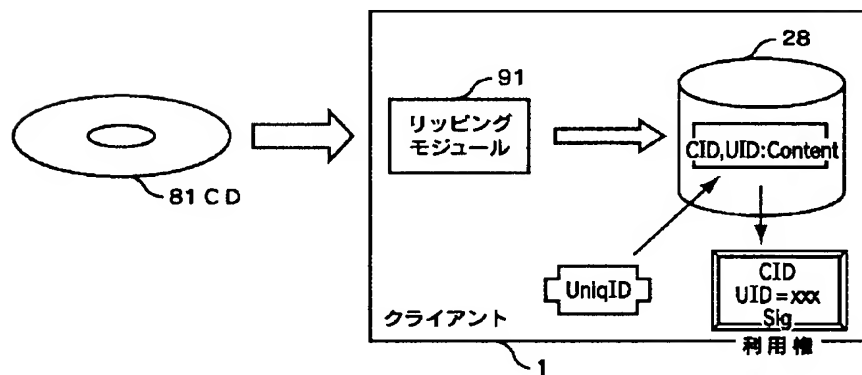 28
91
リッピング
モジュール
CID,UID:Content
81 CD
UniqID
CID
UID=xxx
Sig
クライアント
利用権
1